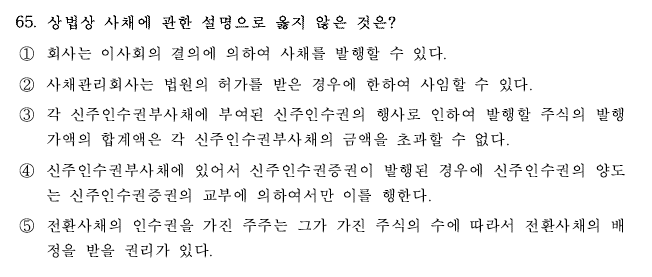 65. 상법상 사채에 관한 설명으로 옳지 않은 것은?
① 회사는 이사회의 결의에 의하여 사채를 발행할 수 있다.
② 사채관리회사는 법원의 허가를 받은 경우에 한하여 사임할 수 있다.
③ 각 신주인수권부사채에 부여된 신주인수권의 행사로 인하여 발행할 주식의 발행
가액의 합계액은 각 신주인수권부사채의 금액을 초과할 수 없다.
④ 신주인수권부사채에 있어서 신주인수권증권이 발행된 경우에 신주인수권의 양도
는 신주인수권증권의 교부에 의하여서만 이를 행한다.
⑤ 전환사채의 인수권을 가진 주주는 그가 가진 주식의 수에 따라서 전환사채의 배
정을 받을 권리가 있다.